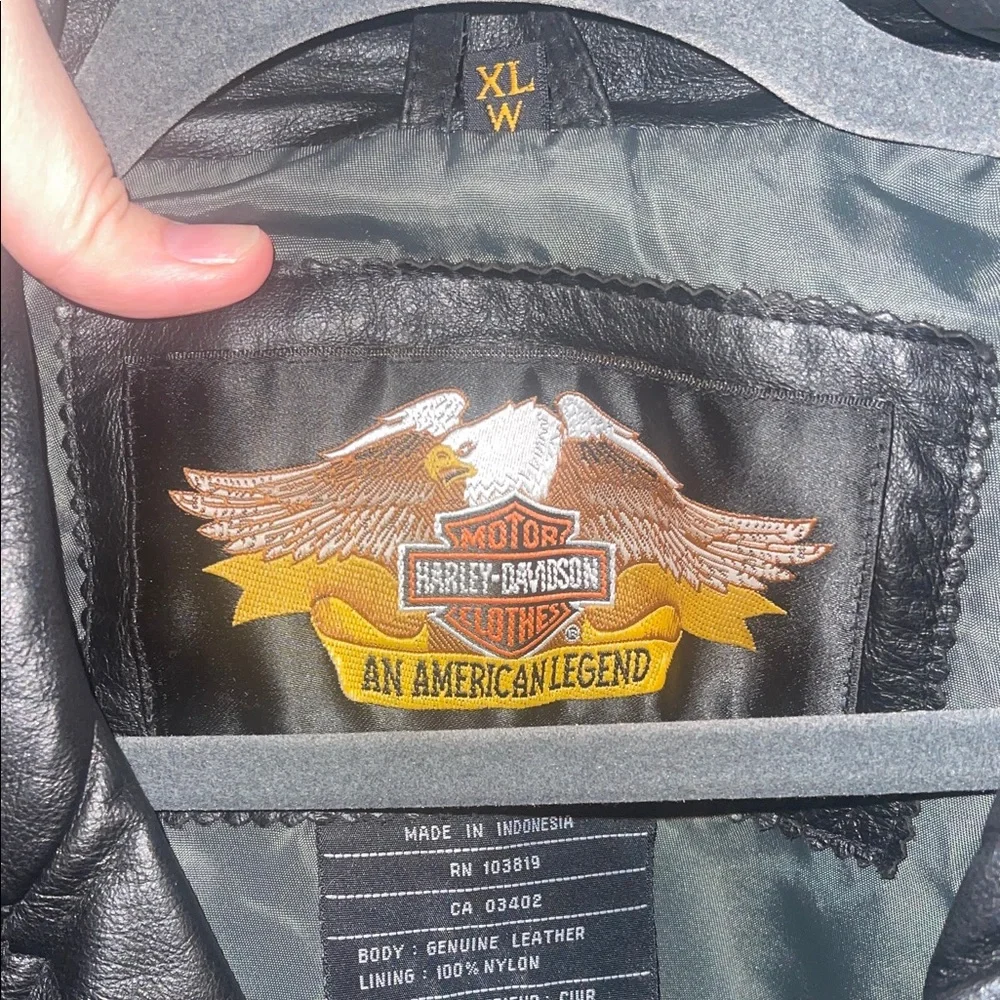 XL
W
MOTOR
HARLEY-DAVIDSON
CLOTHES
®
AN AMERICAN LEGEND
MADE IN INDONESIA
RN 103819
CA 03402
BODY : GENUINE LEATHER
LINING : 100% NYLON
: CUIR